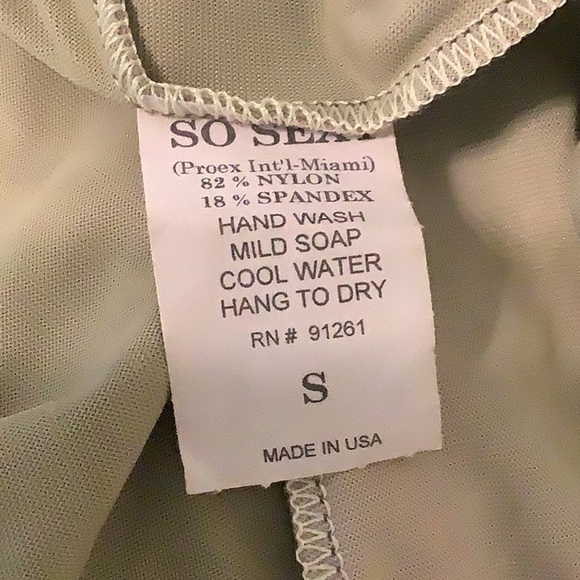 SO SEXY
(Proex Int'l-Miami)
82 % NYLON
18 % SPANDEX
HAND WASH
MILD SOAP
COOL WATER
HANG TO DRY
RN # 91261
S
MADE IN USA